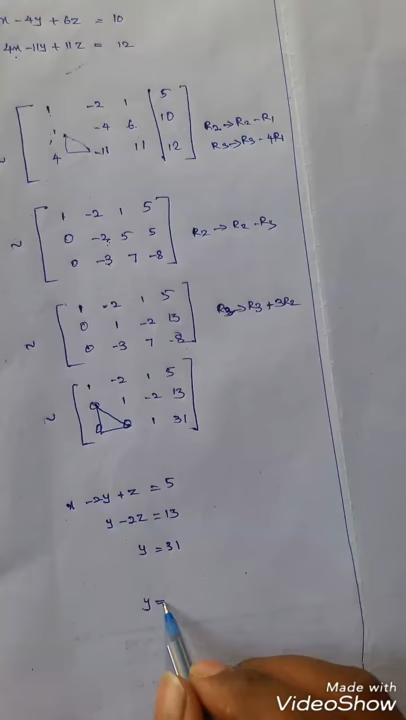 x - 4y + 6z = 10
4x - 11y + 11z = 12
1 -2 1 5
1 -4 6 10 R2→R2-R1
4 -11 11 12 R3→R3-4R1
~
1 -2 1 5
0 -2 5 5 R2→R2-R3
0 -3 7 -8
~
1 -2 1 5 R3→R3+3R2
0 1 -2 13
0 -3 7 -8
~
1 -2 1 5
0 1 -2 13
0 0 1 31
x - 2y + z = 5
y - 2z = 13
y = 31
y =
Made with
VideoShow